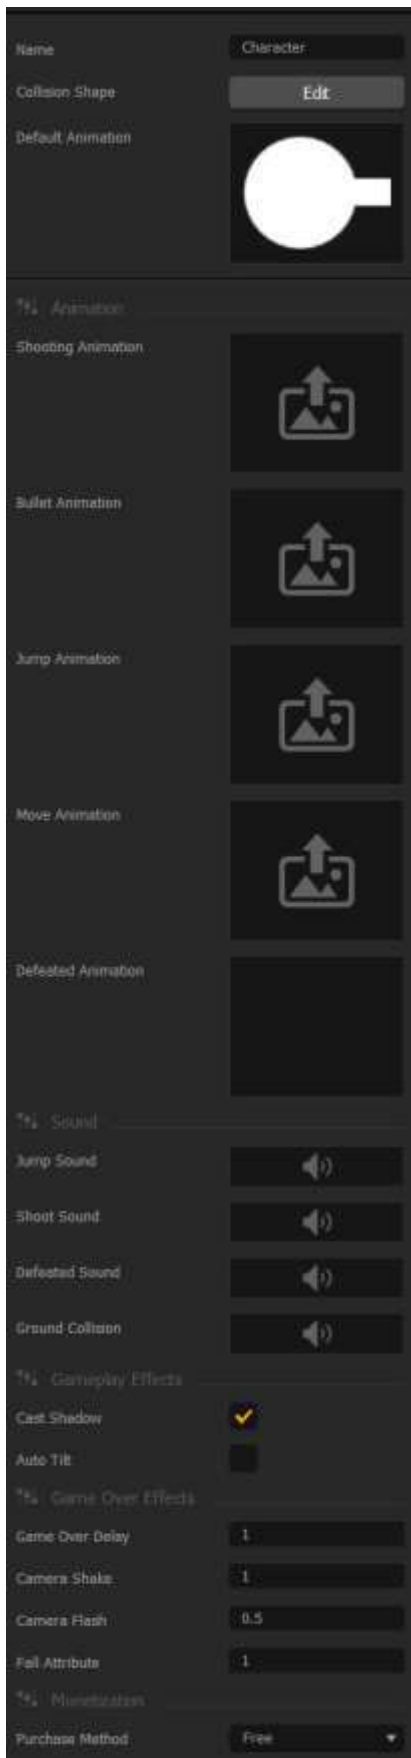 Name
Character
Collision Shape
Edit
Default Animation
Animation
Shooting Animation
Bullet Animation
Jump Animation
Move Animation
Defeated Animation
Sound
Jump Sound
Shoot Sound
Defeated Sound
Ground Collision
Gameplay Effects
Cast Shadow
Auto Tilt
Game Over Effects
Game Over Delay
1
Camera Shake
1
Camera Flash
0.5
Fall Attribute
1
Monetization
Purchase Method
Free